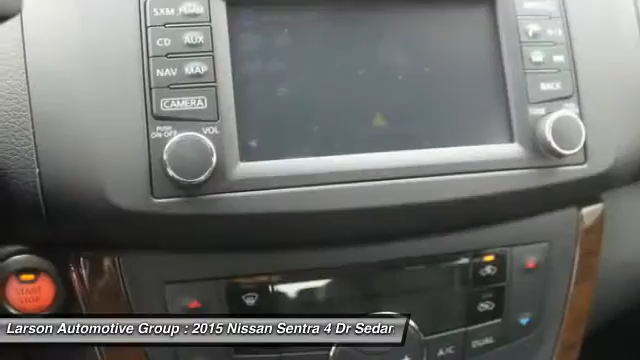 SXM
CD AUX
NAV MAP
CAMERA
PUSH
ON·OFF VOL
BACK
START
STOP
A/C DUAL
Larson Automotive Group : 2015 Nissan Sentra 4 Dr Sedar